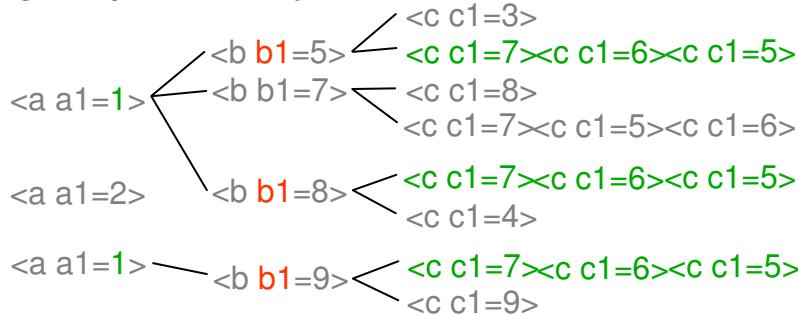 <c c1=3>
<b b1=5> <c c1=7><c c1=6><c c1=5>
<a a1=1> <b b1=7> <c c1=8>
<c c1=7><c c1=5><c c1=6>
<a a1=2> <b b1=8> <c c1=7><c c1=6><c c1=5>
<c c1=4>
<a a1=1> <b b1=9> <c c1=7><c c1=6><c c1=5>
<c c1=9>